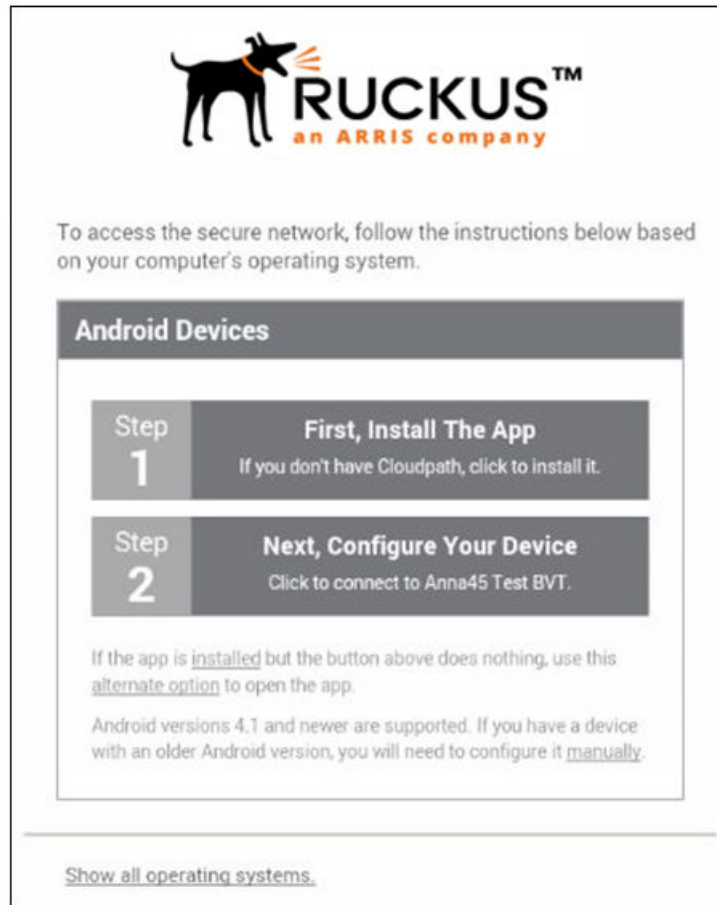 RUCKUS™
an ARRIS company
To access the secure network, follow the instructions below based
on your computer's operating system.
Android Devices
Step
1
First, Install The App
If you don't have Cloudpath, click to install it.
Step
2
Next, Configure Your Device
Click to connect to Anna45 Test BVT.
If the app is installed but the button above does nothing, use this
alternate option to open the app.
Android versions 4.1 and newer are supported. If you have a device
with an older Android version, you will need to configure it manually.
Show all operating systems.